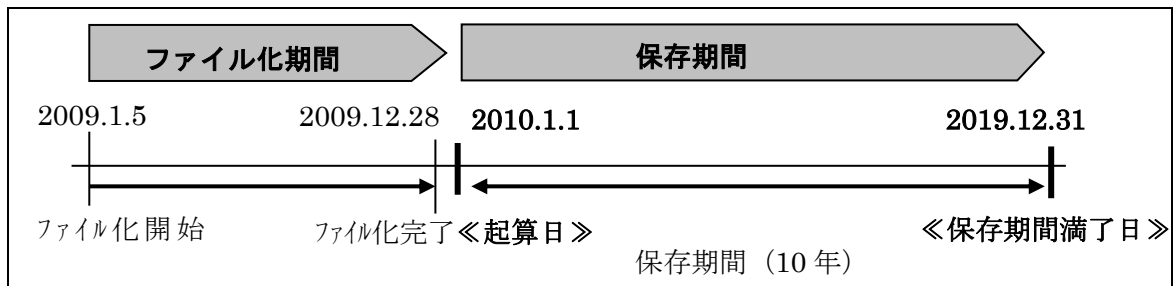 ファイル化期間 保存期間
2009.1.5 2009.12.28 2010.1.1 2019.12.31
ﾌｧｲﾙ化開始 ﾌｧｲﾙ化完了≪起算日≫ ≪保存期間満了日≫
保存期間（10 年）